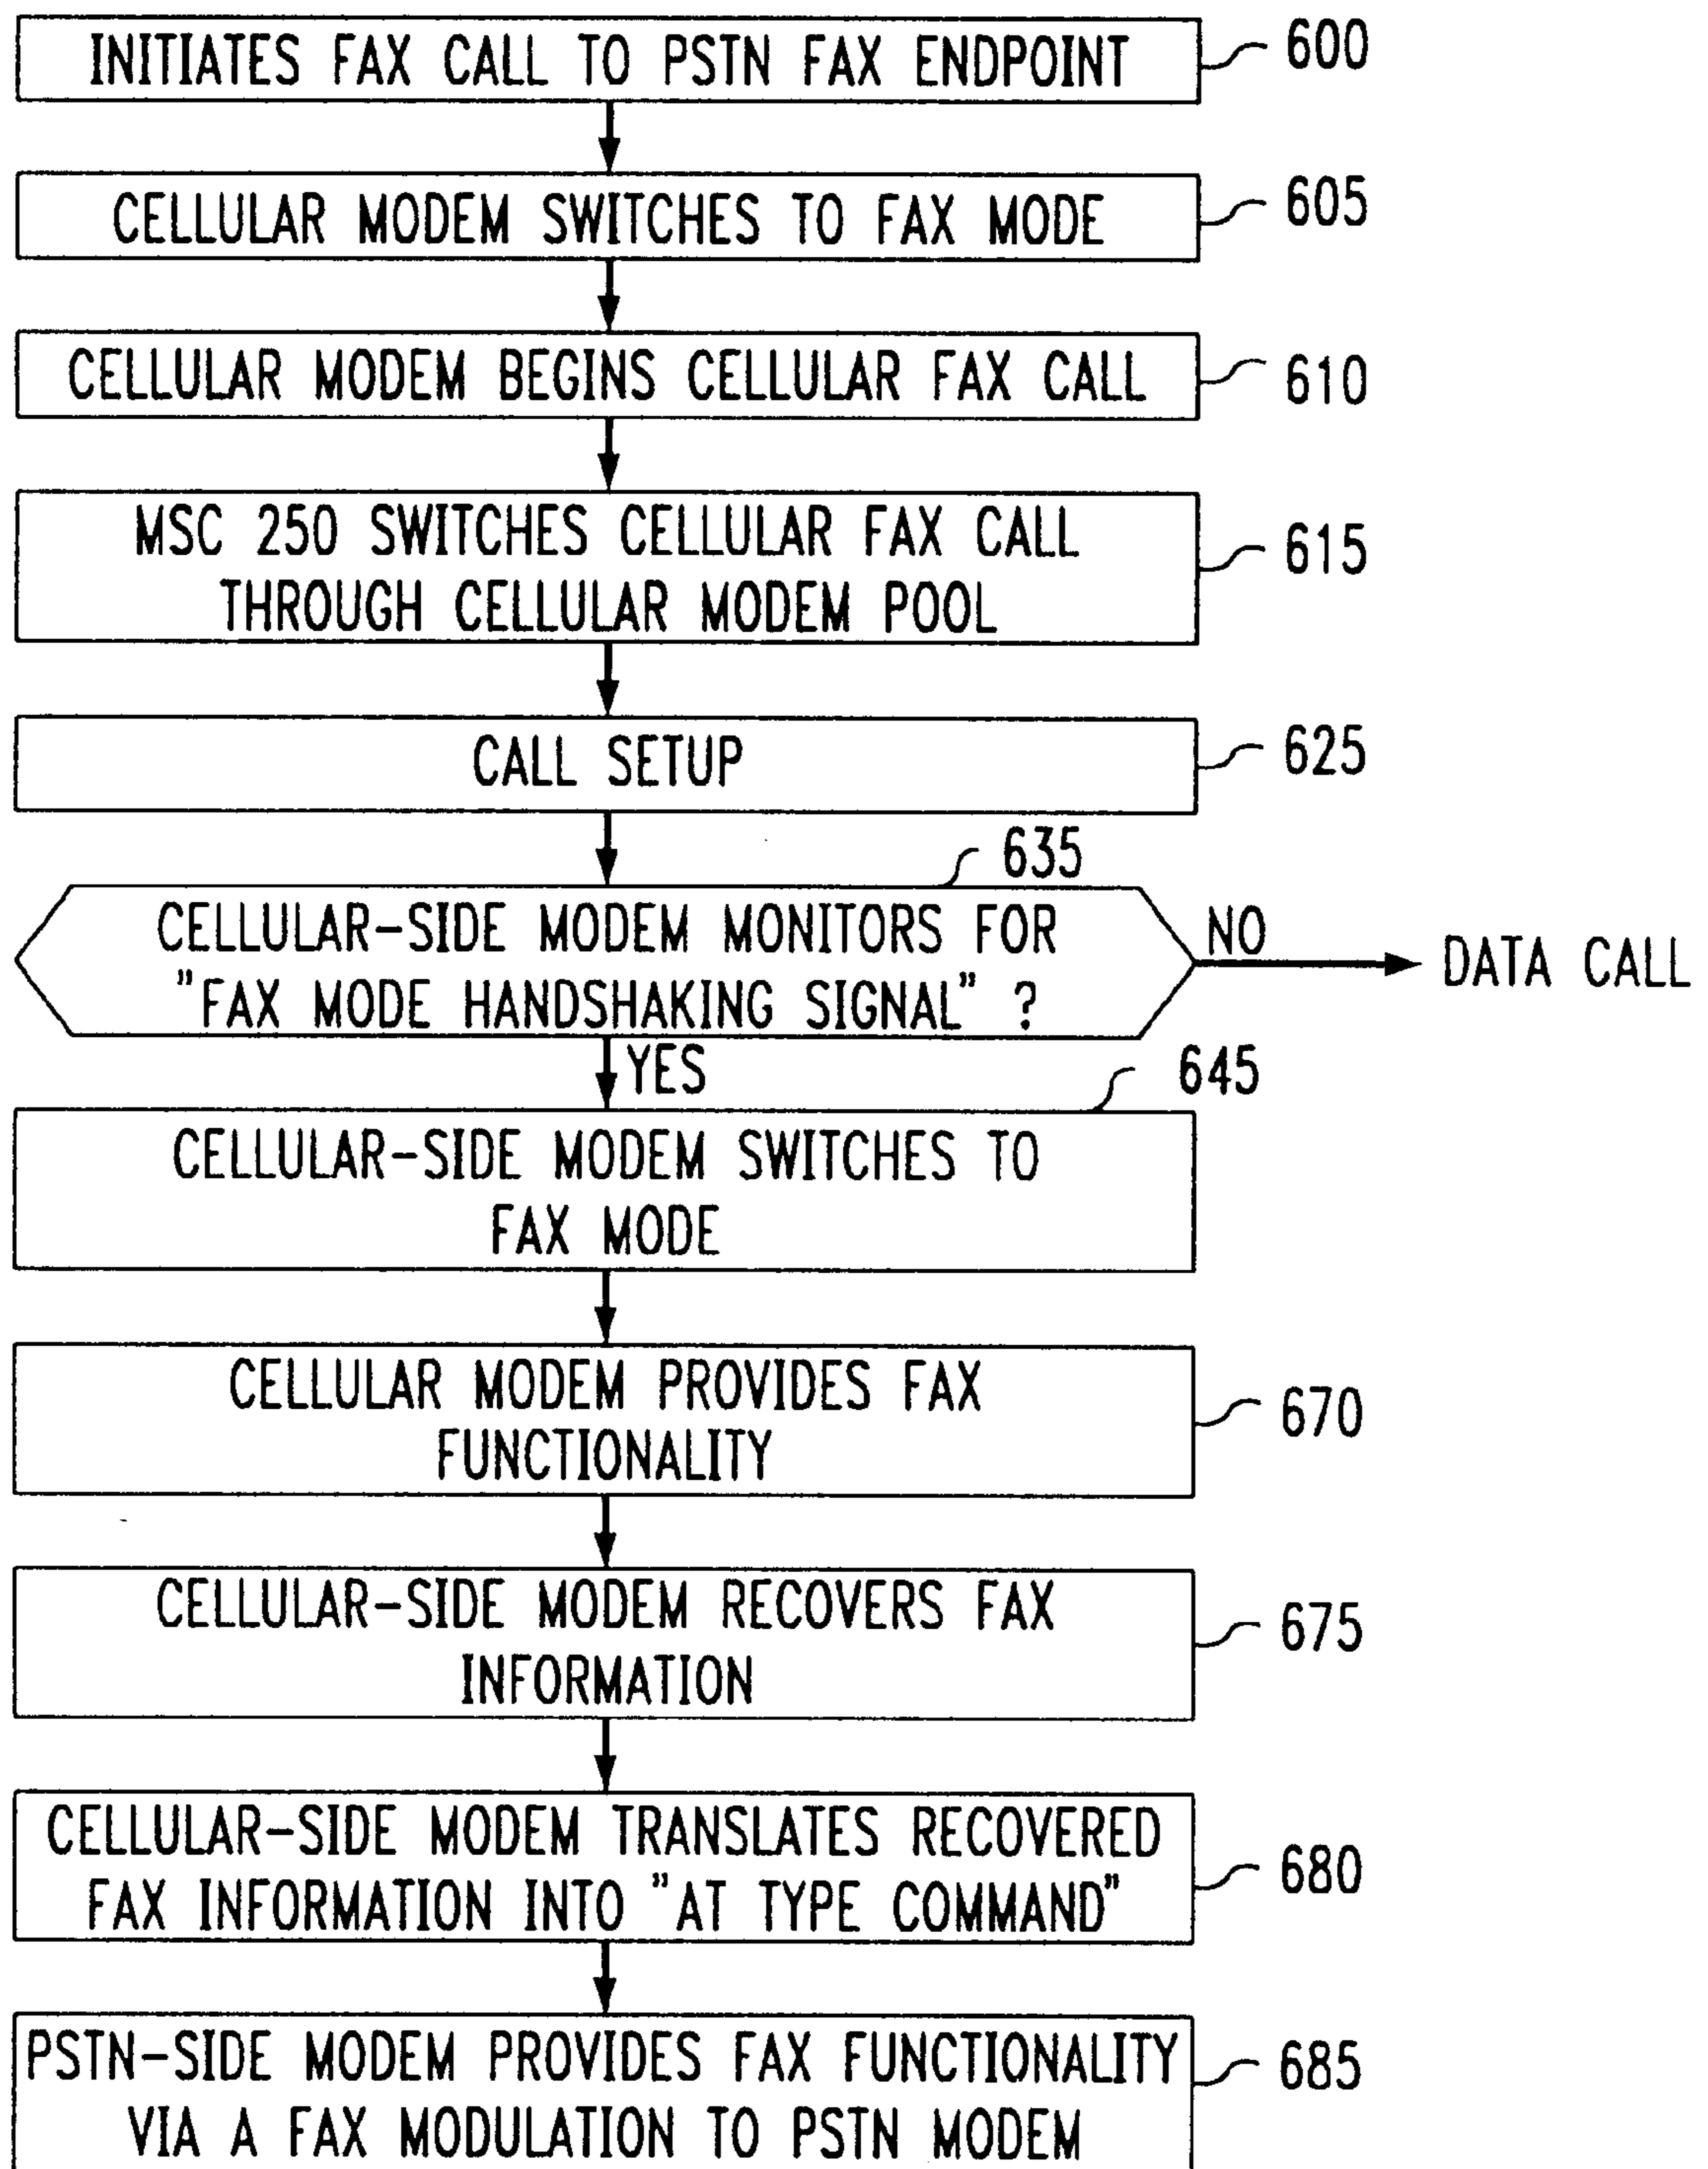 INITIATES FAX CALL TO PSTN FAX ENDPOINT
600
CELLULAR MODEM SWITCHES TO FAX MODE
605
CELLULAR MODEM BEGINS CELLULAR FAX CALL
610
MSC 250 SWITCHES CELLULAR FAX CALL
THROUGH CELLULAR MODEM POOL
615
CALL SETUP
625
635
CELLULAR-SIDE MODEM MONITORS FOR
"FAX MODE HANDSHAKING SIGNAL" ?
NO
DATA CALL
YES
645
CELLULAR-SIDE MODEM SWITCHES TO
FAX MODE
CELLULAR MODEM PROVIDES FAX
FUNCTIONALITY
670
CELLULAR-SIDE MODEM RECOVERS FAX
INFORMATION
675
CELLULAR-SIDE MODEM TRANSLATES RECOVERED
FAX INFORMATION INTO "AT TYPE COMMAND"
680
PSTN-SIDE MODEM PROVIDES FAX FUNCTIONALITY
VIA A FAX MODULATION TO PSTN MODEM
685